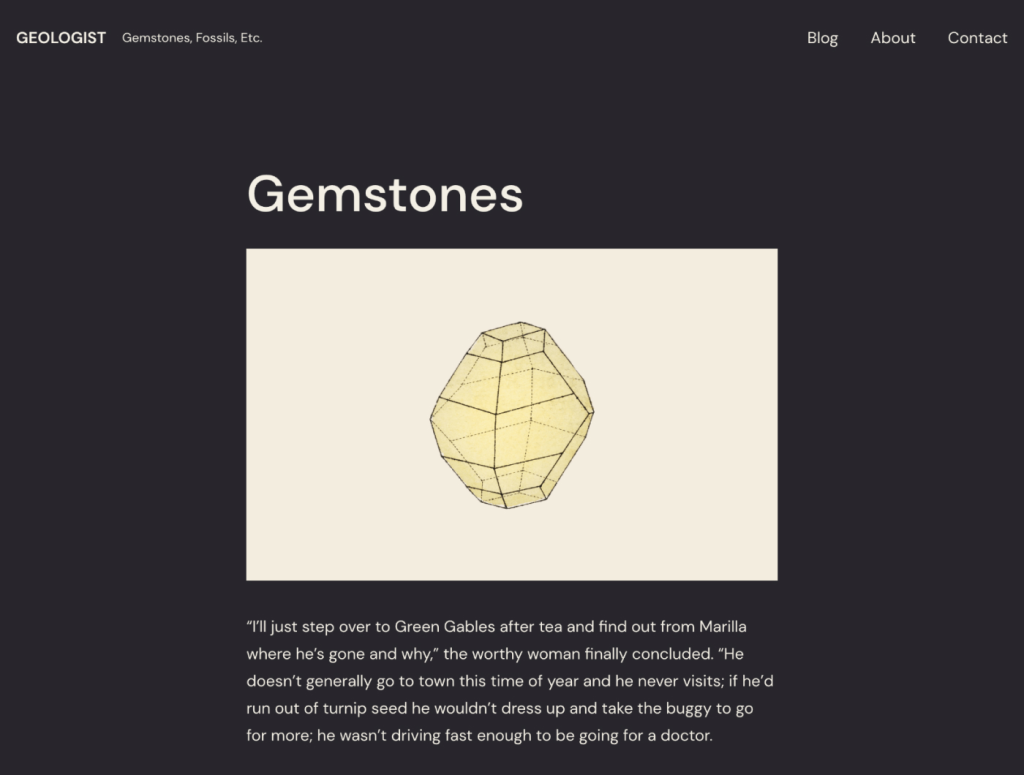 GEOLOGIST Gemstones, Fossils, Etc. Blog About Contact
Gemstones
“I’ll just step over to Green Gables after tea and find out from Marilla
where he’s gone and why,” the worthy woman finally concluded. “He
doesn’t generally go to town this time of year and he never visits; if he’d
run out of turnip seed he wouldn’t dress up and take the buggy to go
for more; he wasn’t driving fast enough to be going for a doctor.